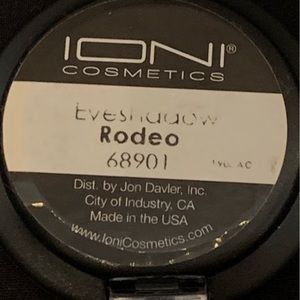 IONI®
COSMETICS
Eyeshadow
Rodeo
68901
Dist. by Jon Davler, Inc.
City of Industry, CA
Made in the USA
www.IoniCosmetics.com